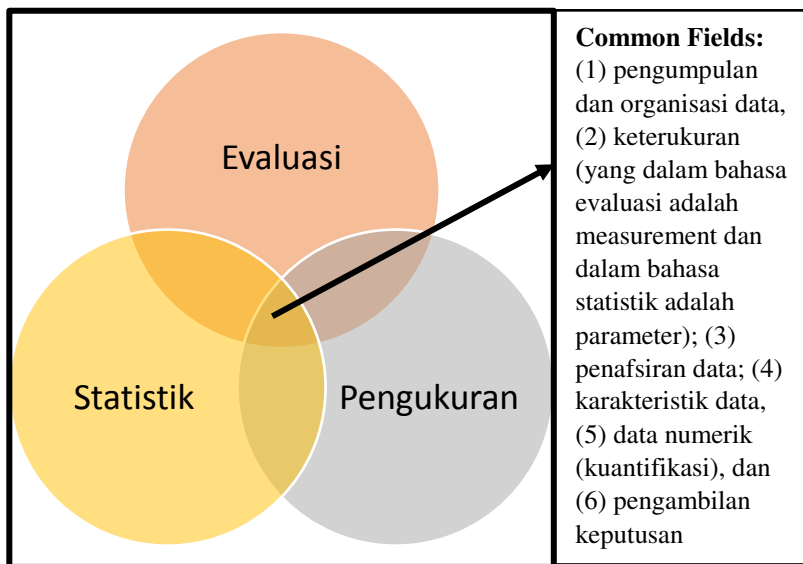 Evaluasi
Statistik
Pengukuran
Common Fields:
(1) pengumpulan
dan organisasi data,
(2) keterukuran
(yang dalam bahasa
evaluasi adalah
measurement dan
dalam bahasa
statistik adalah
parameter); (3)
penafsiran data; (4)
karakteristik data,
(5) data numerik
(kuantifikasi), dan
(6) pengambilan
keputusan